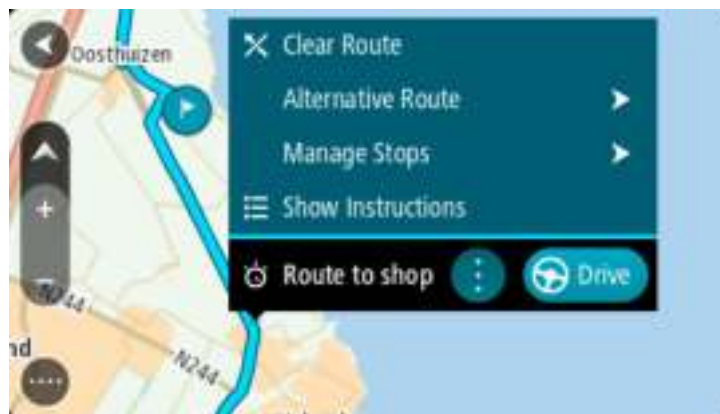 Oosthuizen
Clear Route
Alternative Route
Manage Stops
Show Instructions
Route to shop
Drive
N244
N244
nd